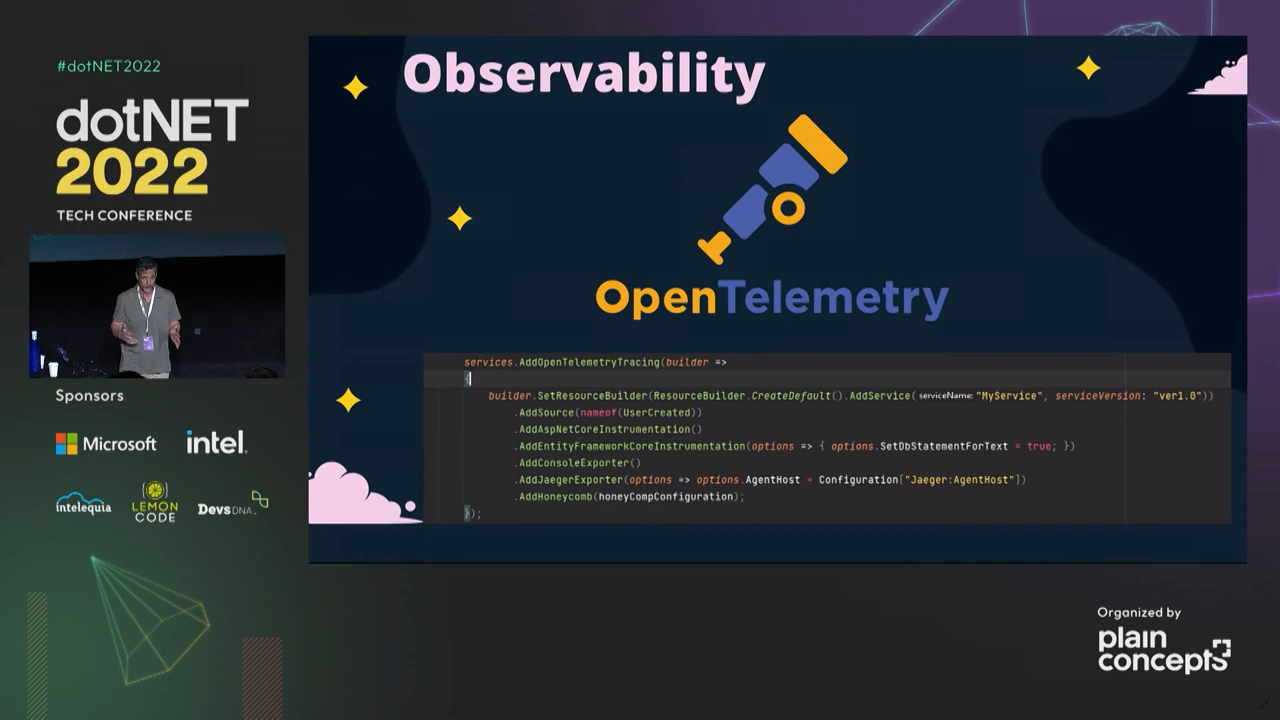 #dotNET2022
dotNET
2022
TECH CONFERENCE
Sponsors
Microsoft
intel.
intelequia
LEMON
CODE
DevsDNA
Observability
OpenTelemetry
services.AddOpenTelemetryTracing(builder =>
{
builder.SetResourceBuilder(ResourceBuilder.CreateDefault().AddService( serviceName: "MyService", serviceVersion: "ver1.0"))
.AddSource(nameof(UserCreated))
.AddAspNetCoreInstrumentation()
.AddEntityFrameworkCoreInstrumentation(options => { options.SetDbStatementForText = true; })
.AddConsoleExporter()
.AddJaegerExporter(options => options.AgentHost = Configuration["Jaeger:AgentHost"])
.AddHoneycomb(honeyCompConfiguration);
});
Organized by
plain
concepts